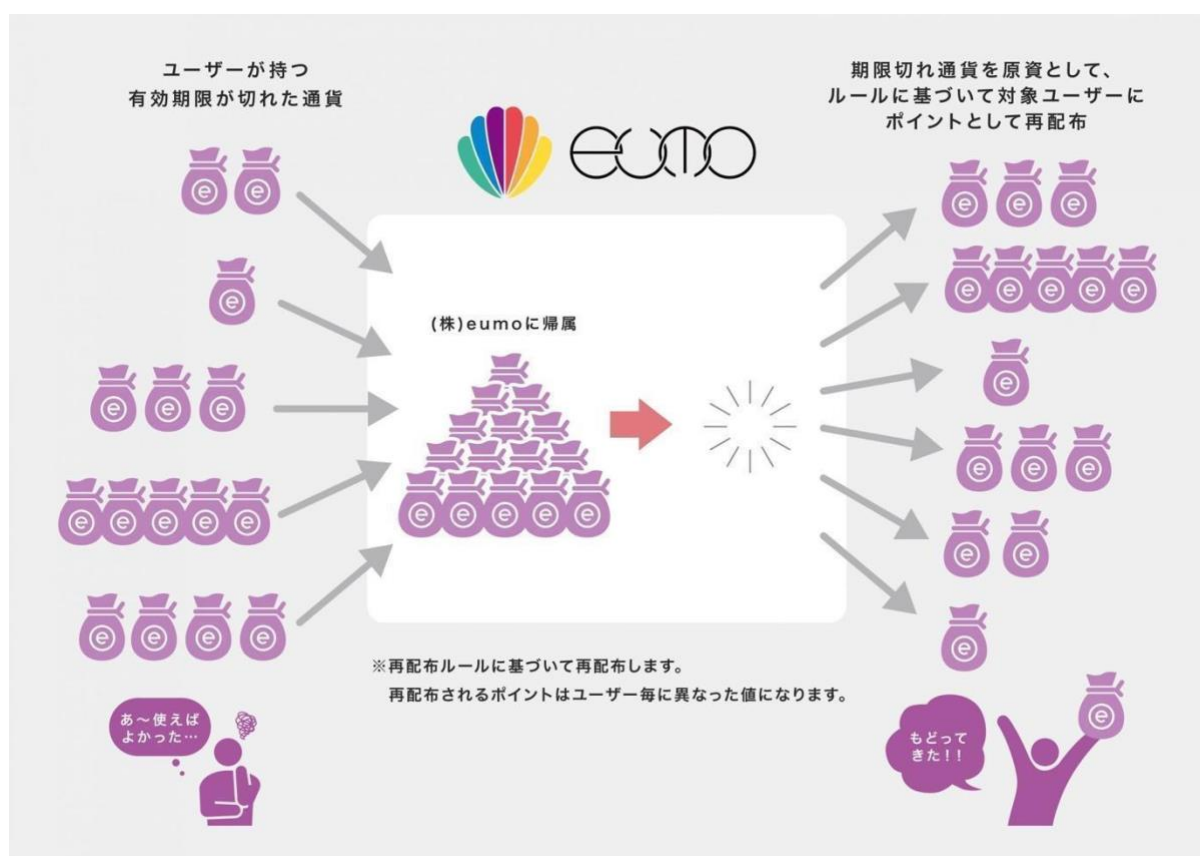 ユーザーが持つ
有効期限が切れた通貨
eumo
期限切れ通貨を原資として、
ルールに基づいて対象ユーザーに
ポイントとして再配布
e e
e
e e e
e e e e e
e e e e
(株)eumoに帰属
e e e e e
e e e
e e e e e
e
e e e
e e
e
※再配布ルールに基づいて再配布します。
再配布されるポイントはユーザー毎に異なった値になります。
あ〜使えば
よかった…
もどって
きた!!
e